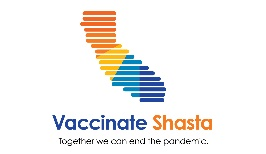 Vaccinate Shasta
Together we can end the pandemic.